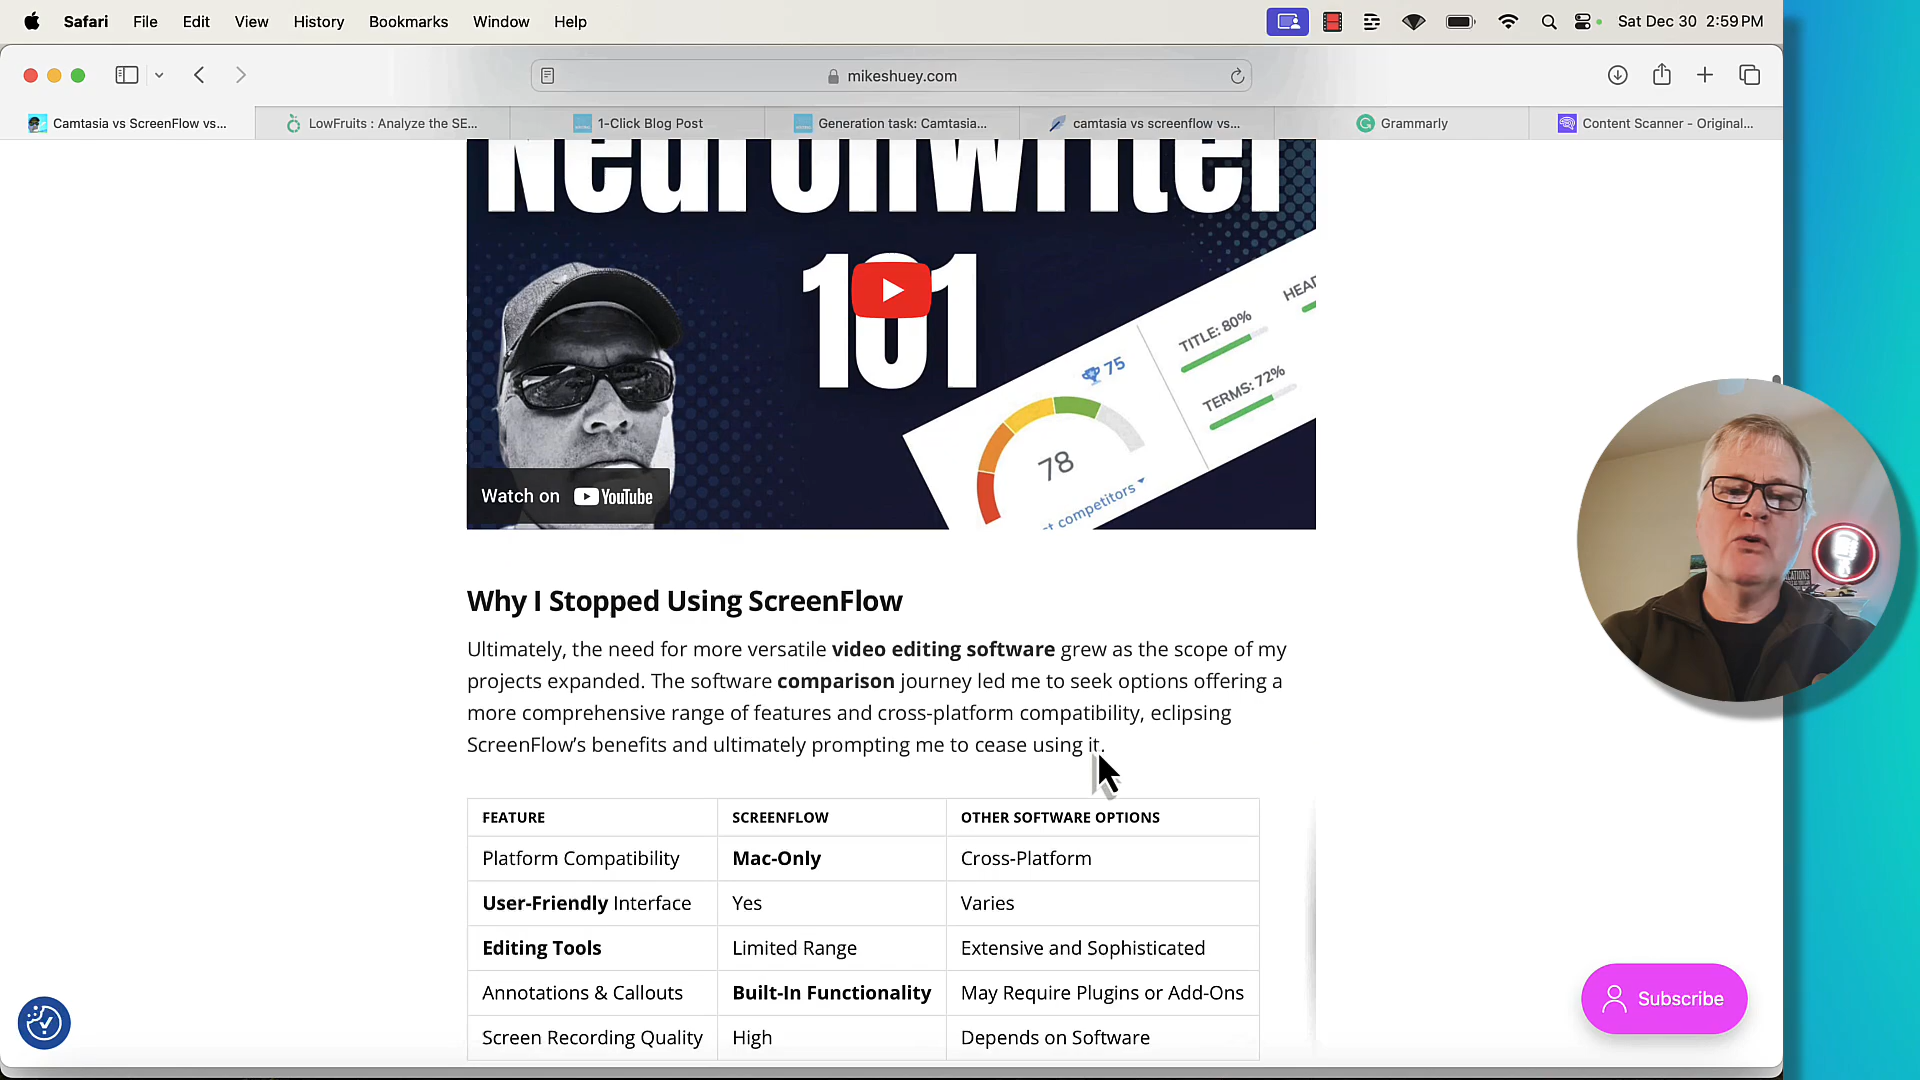 Safari File Edit View History Bookmarks Window Help Sat Dec 30 2:59 PM
mikeshuey.com
Camtasia vs ScreenFlow vs...
LowFruits : Analyze the SE...
1-Click Blog Post
Generation task: Camtasia...
camtasia vs screenflow vs...
Grammarly
Content Scanner - Original...
Neuronwriter
101
75
78
TITLE: 80%
TERMS: 72%
HEA
t competitors
Watch on YouTube
Why I Stopped Using ScreenFlow
Ultimately, the need for more versatile video editing software grew as the scope of my
projects expanded. The software comparison journey led me to seek options offering a
more comprehensive range of features and cross-platform compatibility, eclipsing
ScreenFlow’s benefits and ultimately prompting me to cease using it.
FEATURE SCREENFLOW OTHER SOFTWARE OPTIONS
Platform Compatibility Mac-Only Cross-Platform
User-Friendly Interface Yes Varies
Editing Tools Limited Range Extensive and Sophisticated
Annotations & Callouts Built-In Functionality May Require Plugins or Add-Ons
Screen Recording Quality High Depends on Software
Subscribe